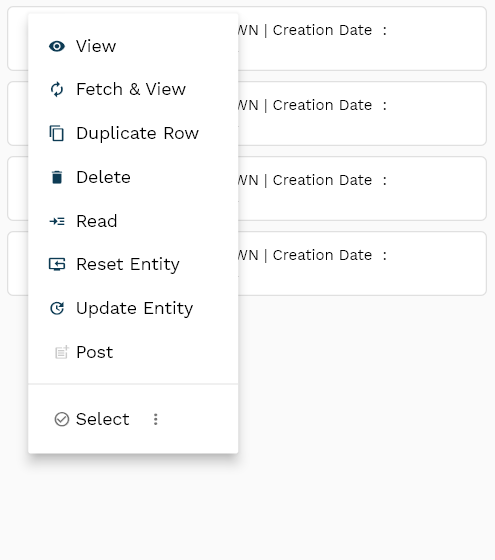 WN | Creation Date :
View
Fetch & View
WN | Creation Date :
Duplicate Row
Delete
WN | Creation Date :
Read
WN | Creation Date :
Reset Entity
Update Entity
Post
Select